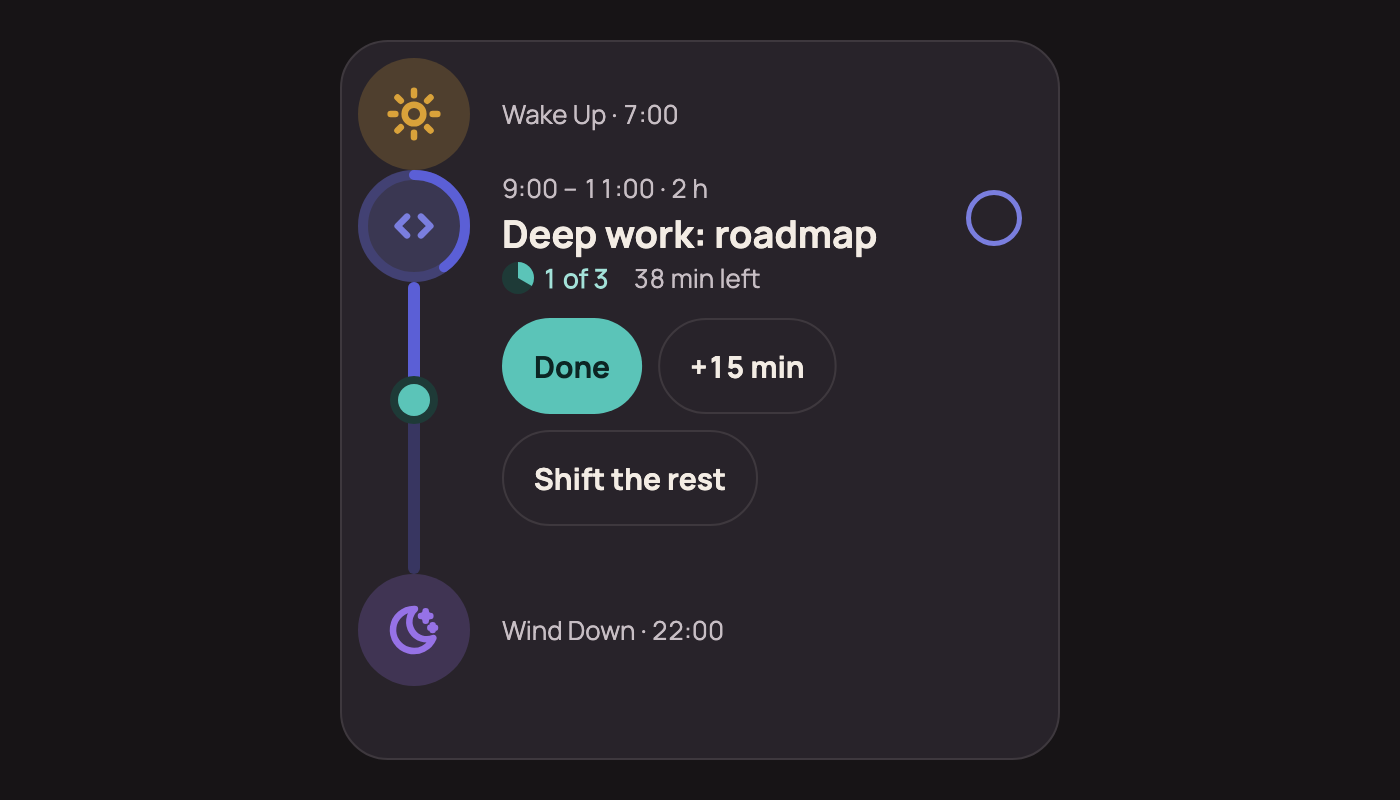 Wake Up · 7:00
9:00 – 11:00 · 2 h
Deep work: roadmap
1 of 3 38 min left
Done +15 min
Shift the rest
Wind Down · 22:00